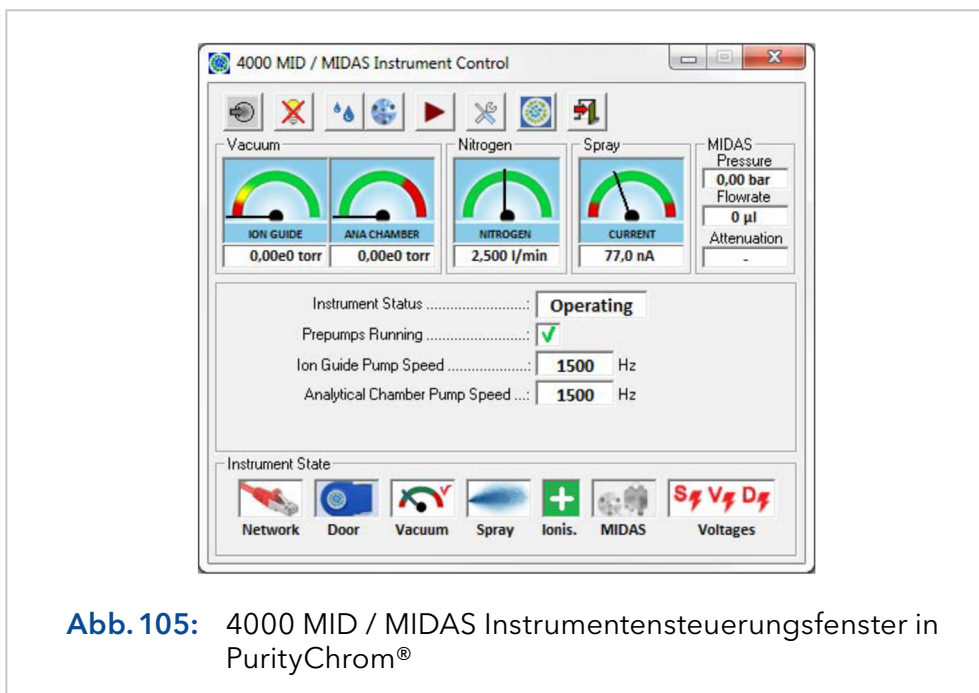 4000 MID / MIDAS Instrument Control
Vacuum
Nitrogen
Spray
MIDAS
Pressure
0,00 bar
Flowrate
0 µl
Attenuation
-
ION GUIDE
ANA CHAMBER
NITROGEN
CURRENT
0,00e0 torr
0,00e0 torr
2,500 l/min
77,0 nA
Instrument Status ........................: Operating
Prepumps Running ........................:
Ion Guide Pump Speed ....................: 1500 Hz
Analytical Chamber Pump Speed ...: 1500 Hz
Instrument State
S V D
Network Door Vacuum Spray Ionis. MIDAS Voltages
Abb. 105: 4000 MID / MIDAS Instrumentensteuerungsfenster in
PurityChrom®